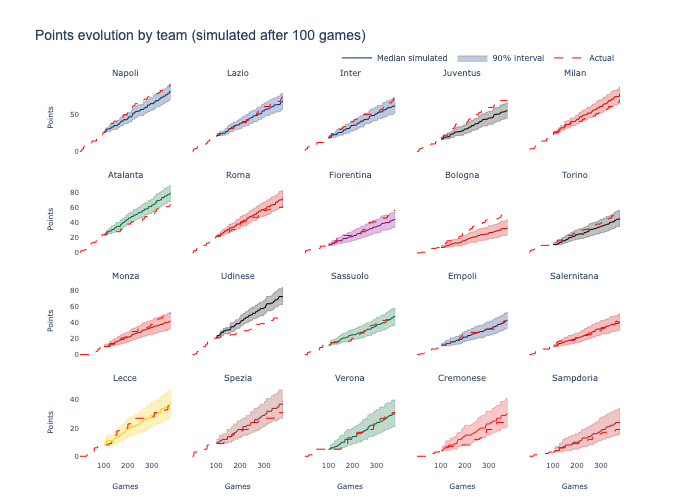 Points evolution by team (simulated after 100 games)
Median simulated 90% interval Actual
Napoli Lazio Inter Juventus Milan
Points
50
0
Atalanta Roma Fiorentina Bologna Torino
Points
80
60
40
20
0
Monza Udinese Sassuolo Empoli Salernitana
Points
80
60
40
20
0
Lecce Spezia Verona Cremonese Sampdoria
Points
40
20
0
100 200 300 100 200 300 100 200 300 100 200 300 100 200 300
Games Games Games Games Games